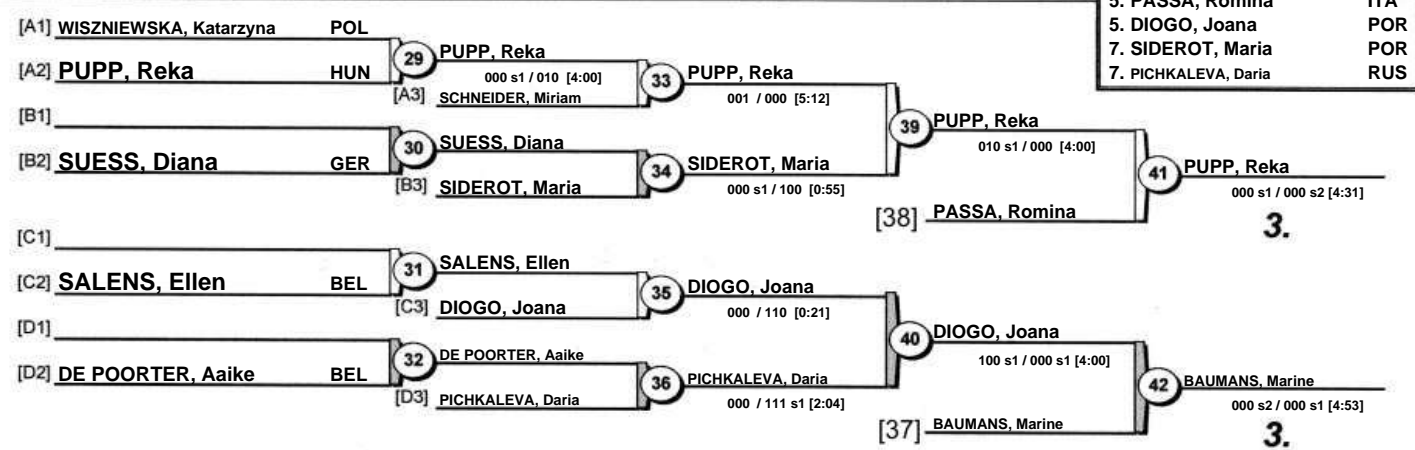 5. PASSA, Romina ITA
5. DIOGO, Joana POR
7. SIDEROT, Maria POR
7. PICHKALEVA, Daria RUS
[A1] WISZNIEWSKA, Katarzyna POL
[A2] PUPP, Reka HUN
29 PUPP, Reka
000 s1 / 010 [4:00]
[A3] SCHNEIDER, Miriam
33 PUPP, Reka
001 / 000 [5:12]
[B1]
[B2] SUESS, Diana GER
30 SUESS, Diana
[B3] SIDEROT, Maria
34 SIDEROT, Maria
000 s1 / 100 [0:55]
39 PUPP, Reka
010 s1 / 000 [4:00]
[38] PASSA, Romina
41 PUPP, Reka
000 s1 / 000 s2 [4:31]
3.
[C1]
[C2] SALENS, Ellen BEL
31 SALENS, Ellen
[C3] DIOGO, Joana
35 DIOGO, Joana
000 / 110 [0:21]
[D1]
[D2] DE POORTER, Aaike BEL
32 DE POORTER, Aaike
[D3] PICHKALEVA, Daria
36 PICHKALEVA, Daria
000 / 111 s1 [2:04]
40 DIOGO, Joana
100 s1 / 000 s1 [4:00]
[37] BAUMANS, Marine
42 BAUMANS, Marine
000 s2 / 000 s1 [4:53]
3.